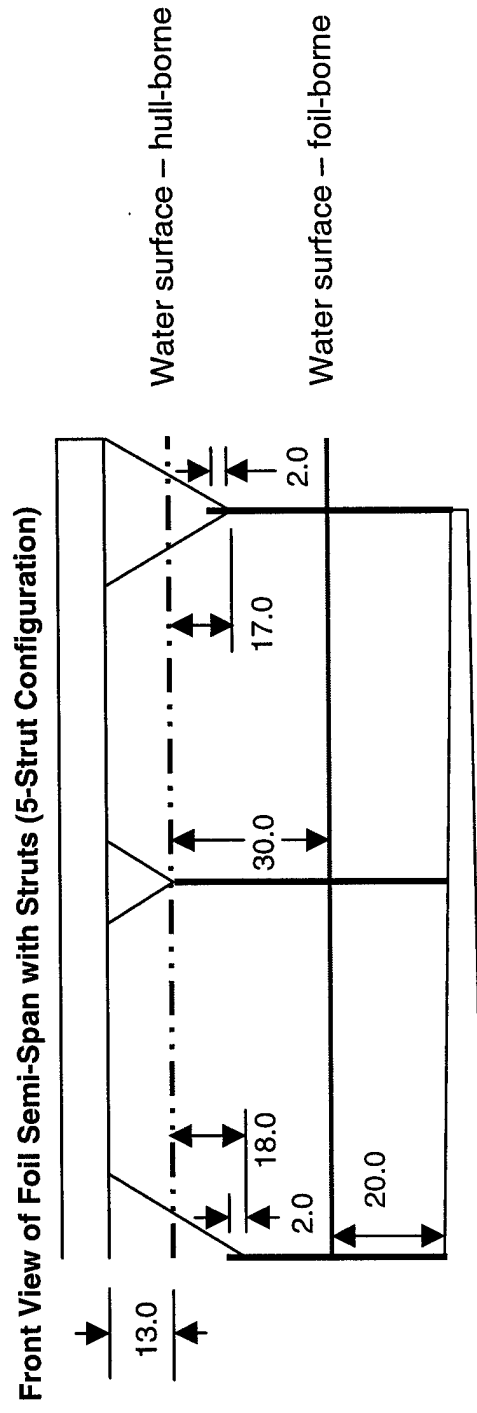 Front View of Foil Semi-Span with Struts (5-Strut Configuration)
13.0
Water surface – hull-borne
2.0
17.0
18.0
30.0
2.0
Water surface – foil-borne
20.0